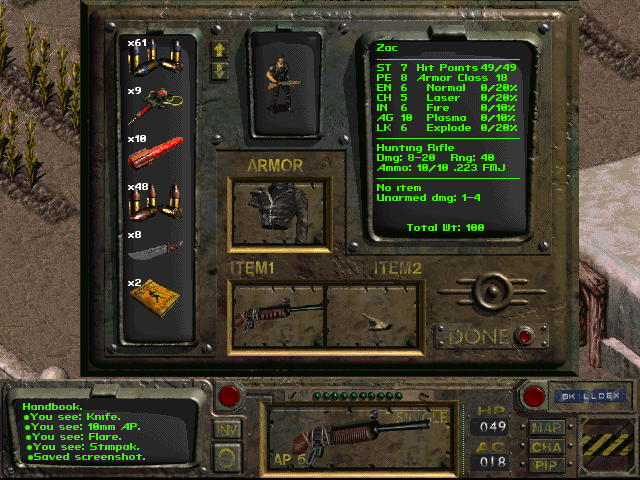 x61
x9
x10
x48
x8
x2
ARMOR
ITEM1
ITEM2
Zac
ST 7 Hit Points 49/49
PE 8 Armor Class 18
EN 6 Normal 0/20%
CH 5 Laser 0/20%
IN 6 Fire 0/10%
AG 10 Plasma 0/10%
LK 6 Explode 0/20%
Hunting Rifle
Dmg: 8-20 Rng: 40
Ammo: 10/10 .223 FMJ
No item
Unarmed dmg: 1-4
Total Wt: 100
DONE
Handbook.
You see: Knife.
You see: 10mm AP.
You see: Flare.
You see: Stimpak.
Saved screenshot.
INV
SINGLE
AP 5
HP
049
AC
018
SKILLDEX
MAP
CHA
PIP